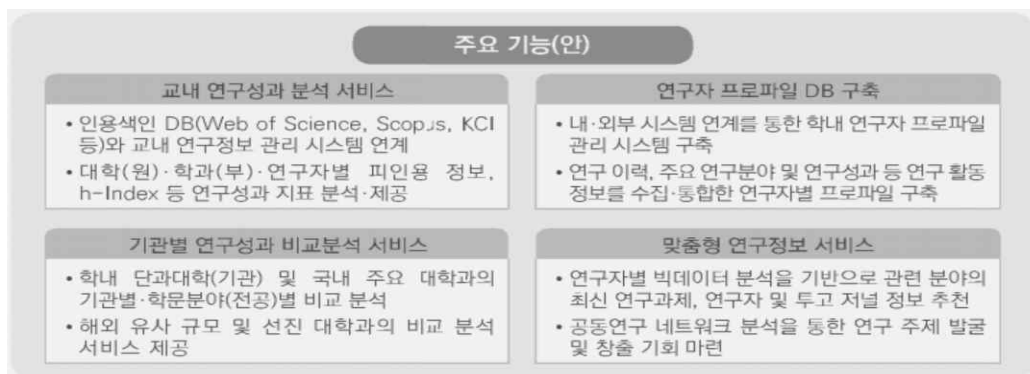 주요 기능(안)
교내 연구성과 분석 서비스
• 인용색인 DB(Web of Science, Scopus, KCI
등)와 교내 연구정보 관리 시스템 연계
• 대학(원)·학과(부)·연구자별 피인용 정보,
h-Index 등 연구성과 지표 분석·제공
연구자 프로파일 DB 구축
• 내·외부 시스템 연계를 통한 학내 연구자 프로파일
관리 시스템 구축
• 연구 이력, 주요 연구분야 및 연구성과 등 연구 활동
정보를 수집·통합한 연구자별 프로파일 구축
기관별 연구성과 비교분석 서비스
• 학내 단과대학(기관) 및 국내 주요 대학과의
기관별·학문분야(전공)별 비교 분석
• 해외 유사 규모 및 선진 대학과의 비교 분석
서비스 제공
맞춤형 연구정보 서비스
• 연구자별 빅데이터 분석을 기반으로 관련 분야의
최신 연구과제, 연구자 및 투고 저널 정보 추천
• 공동연구 네트워크 분석을 통한 연구 주제 발굴
및 창출 기회 마련